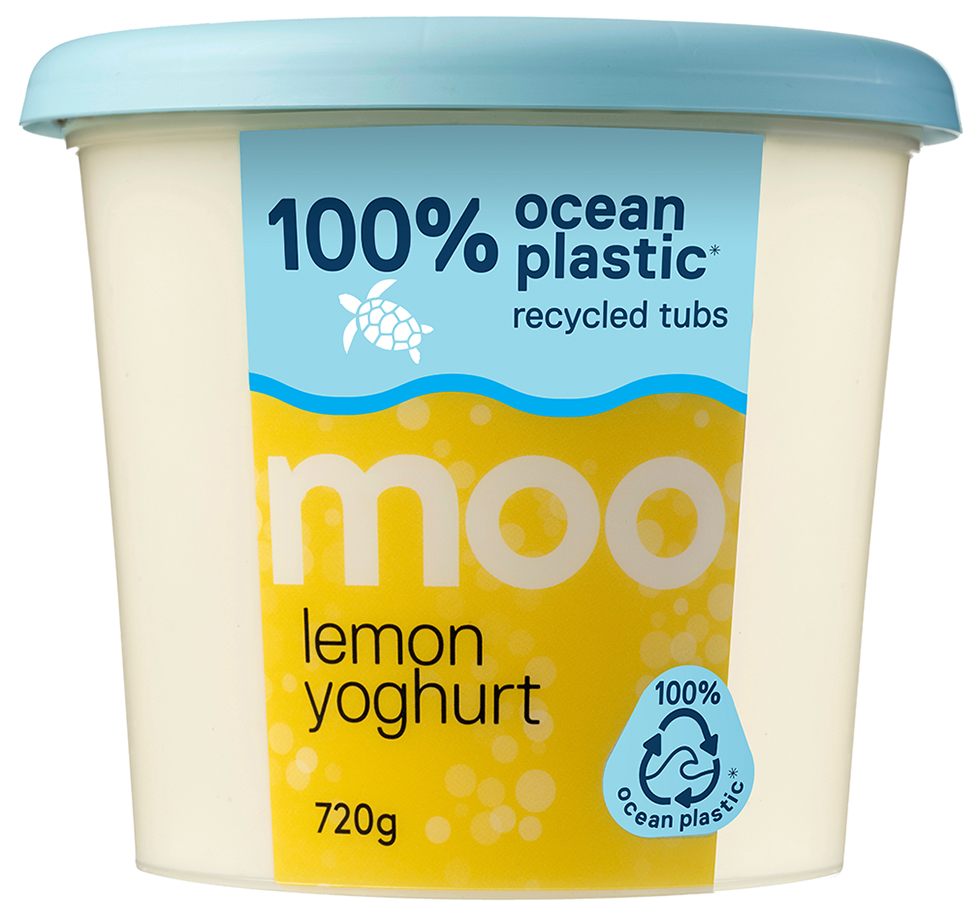 100% ocean
plastic*
recycled tubs
moo
lemon
yoghurt
720g
100%
ocean plastic*